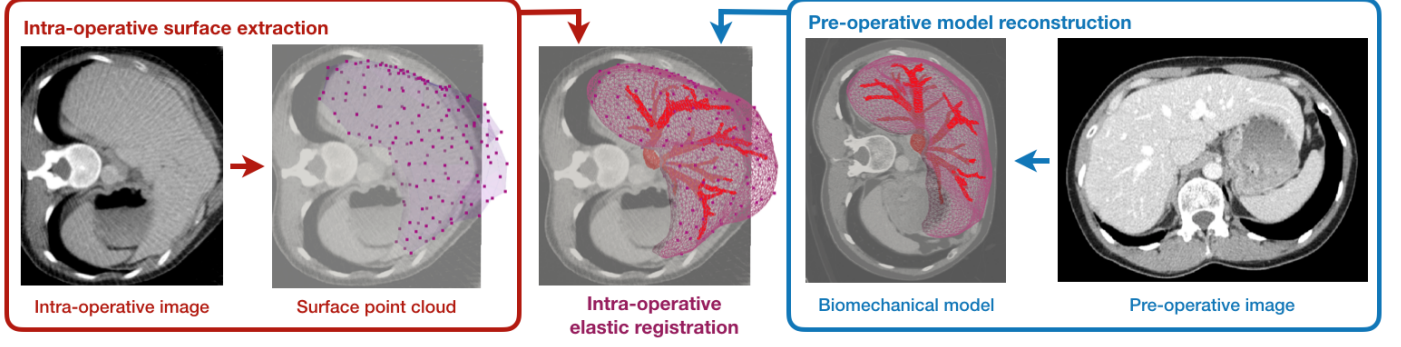 Intra-operative surface extraction
Intra-operative image
Surface point cloud
Intra-operative
elastic registration
Pre-operative model reconstruction
Biomechanical model
Pre-operative image